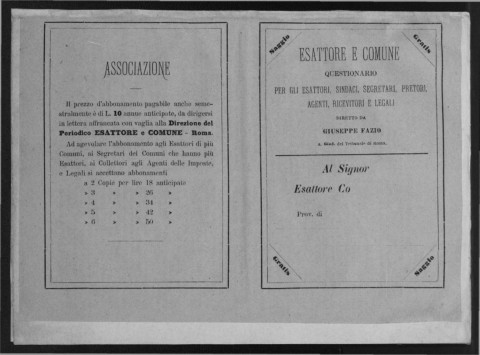 ASSOCIAZIONE
Il prezzo d'abbonamento pagabile anche seme-
stralmente è di L. 10 annue anticipate, da dirigersi
in lettera affrancata con vaglia alla Direzione del
Periodico ESATTORE e COMUNE - Roma.
Ad agevolare l'abbonamento agli Esattori di più
Comuni, ai Segretari dei Comuni che hanno più
Esattori, ai Collettori agli Agenti delle Imposte,
e Legali si accettano abbonamenti
a 2 Copie per lire 18 anticipate
» 3 » » 26 »
» 4 » » 34 »
» 5 » » 42 »
» 6 » » 50 »
Saggio
Gratis
ESATTORE E COMUNE
QUESTIONARIO
PER GLI ESATTORI, SINDACI, SEGRETARI, PRETORI,
AGENTI, RICEVITORI E LEGALI
DIRETTO DA
GIUSEPPE FAZIO
del Tribunale di
Al Signor
Esattore Co
Prov. di
Gratis
Saggio